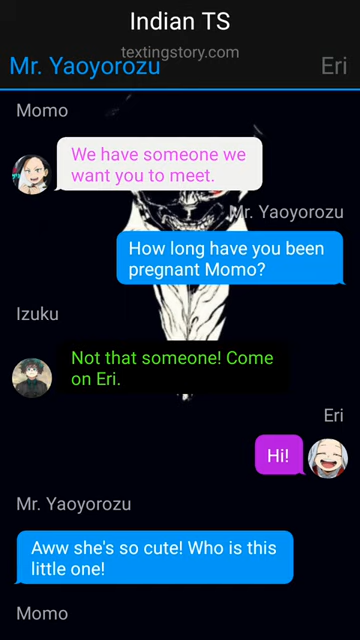 Indian TS
textingstory.com
Mr. Yaoyorozu
Eri
Momo
We have someone we
want you to meet.
Mr. Yaoyorozu
How long have you been
pregnant Momo?
Izuku
Not that someone! Come
on Eri.
Eri
Hi!
Mr. Yaoyorozu
Aww she's so cute! Who is this
little one!
Momo